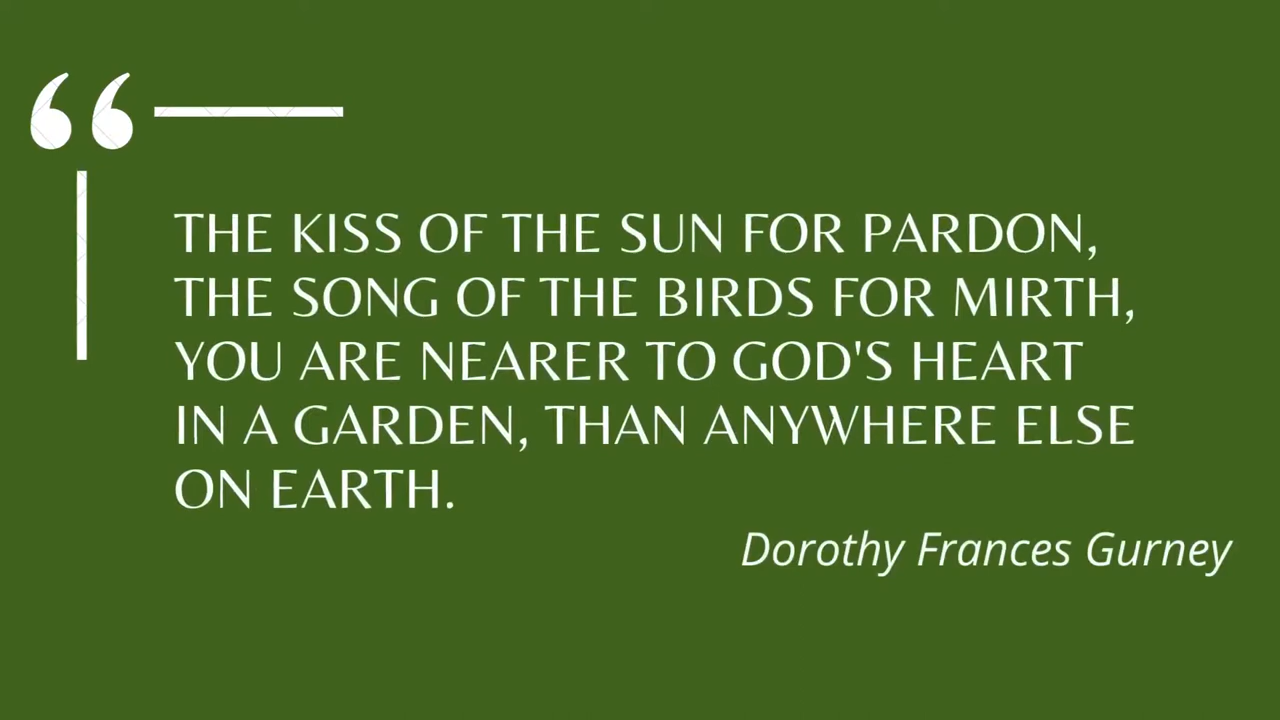 “
THE KISS OF THE SUN FOR PARDON,
THE SONG OF THE BIRDS FOR MIRTH,
YOU ARE NEARER TO GOD'S HEART
IN A GARDEN, THAN ANYWHERE ELSE
ON EARTH.
Dorothy Frances Gurney